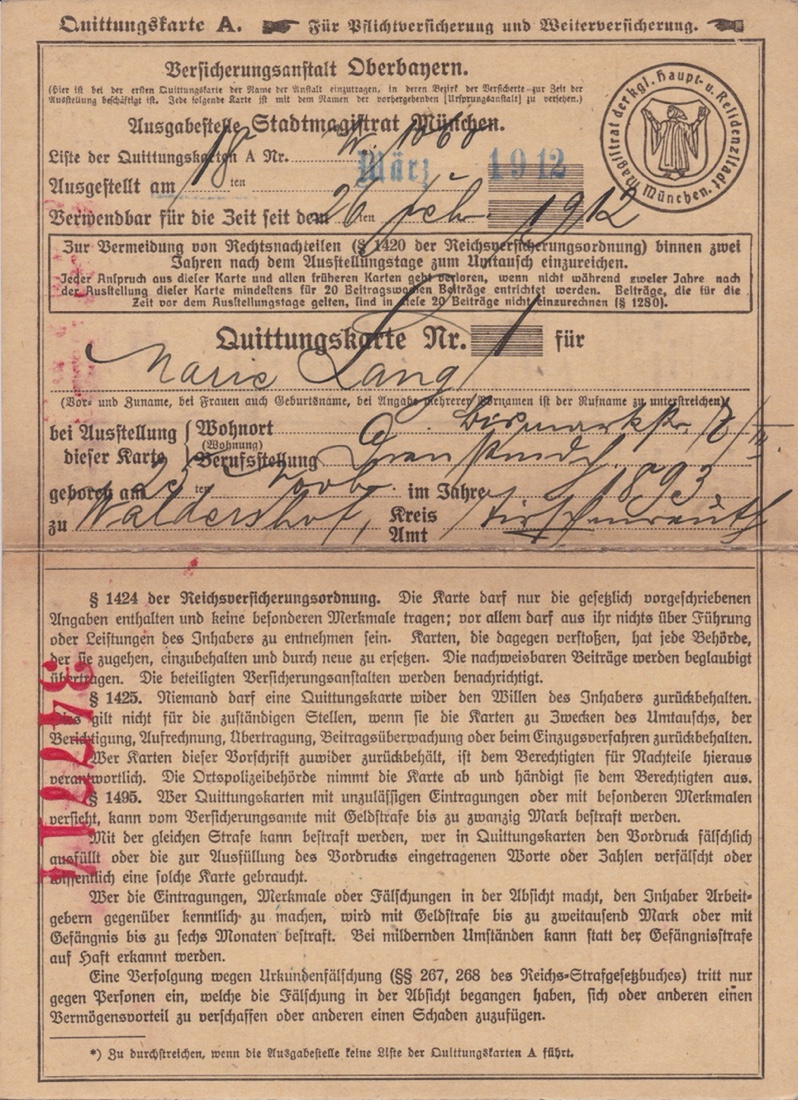 Quittungskarte A. Für Pflichtversicherung und Weiterversicherung.
Versicherungsanstalt Oberbayern.
(Hier ist bei der ersten Quittungskarte der Name der Anstalt einzutragen, in deren Bezirk der Versicherte zur Zeit der
Ausstellung beschäftigt ist. Jede folgende Karte ist mit dem Namen der vorhergehenden [Ursprungsanstalt] zu versehen.)
Ausgabestelle Stadtmagistrat München.
Magistrat der kgl. Haupt- u. Residenzstadt München.
Liste der Quittungskarten A Nr. 1060
Ausgestellt am 18 ten März 1912
Verwendbar für die Zeit seit dem 26 ten Feb. 1912
Zur Vermeidung von Rechtsnachteilen (§ 1420 der Reichsversicherungsordnung) binnen zwei
Jahren nach dem Ausstellungstage zum Umtausch einzureichen.
Jeder Anspruch aus dieser Karte und allen früheren Karten geht verloren, wenn nicht während zweier Jahre nach
der Ausstellung dieser Karte mindestens für 20 Beitragswochen Beiträge entrichtet werden. Beiträge, die für die
Zeit vor dem Ausstellungstage gelten, sind in diese 20 Beiträge nicht einzurechnen (§ 1280).
Quittungskarte Nr. 1 für
Marie Lang
(Vor- und Zuname, bei Frauen auch Geburtsname, bei Angabe mehrerer Vornamen ist der Rufname zu unterstreichen)
bei Ausstellung dieser Karte
Wohnort (Wohnung) Bismarkstr.
Berufsstellung
geboren am 25 ten Novb. im Jahre 1893.
zu Waldershof, Kreis Amt Tirschenreuth
§ 1424 der Reichsversicherungsordnung. Die Karte darf nur die gesetzlich vorgeschriebenen
Angaben enthalten und keine besonderen Merkmale tragen; vor allem darf aus ihr nichts über Führung
oder Leistungen des Inhabers zu entnehmen sein. Karten, die dagegen verstoßen, hat jede Behörde,
der sie zugehen, einzubehalten und durch neue zu ersetzen. Die nachweisbaren Beiträge werden beglaubigt
übertragen. Die beteiligten Versicherungsanstalten werden benachrichtigt.
§ 1425. Niemand darf eine Quittungskarte wider den Willen des Inhabers zurückbehalten.
Dies gilt nicht für die zuständigen Stellen, wenn sie die Karten zu Zwecken des Umtauschs, der
Berichtigung, Aufrechnung, Übertragung, Beitragsüberwachung oder beim Einzugsverfahren zurückbehalten.
Wer Karten dieser Vorschrift zuwider zurückbehält, ist dem Berechtigten für Nachteile hieraus
verantwortlich. Die Ortspolizeibehörde nimmt die Karte ab und händigt sie dem Berechtigten aus.
§ 1495. Wer Quittungskarten mit unzulässigen Eintragungen oder mit besonderen Merkmalen
versieht, kann vom Versicherungsamte mit Geldstrafe bis zu zwanzig Mark bestraft werden.
Mit der gleichen Strafe kann bestraft werden, wer in Quittungskarten den Vordruck fälschlich
ausfüllt oder die zur Ausfüllung des Vordrucks eingetragenen Worte oder Zahlen verfälscht oder
wissentlich eine solche Karte gebraucht.
Wer die Eintragungen, Merkmale oder Fälschungen in der Absicht macht, den Inhaber Arbeit-
gebern gegenüber kenntlich zu machen, wird mit Geldstrafe bis zu zweitausend Mark oder mit
Gefängnis bis zu sechs Monaten bestraft. Bei mildernden Umständen kann statt der Gefängnisstrafe
auf Haft erkannt werden.
Eine Verfolgung wegen Urkundenfälschung (§§ 267, 268 des Reichs-Strafgesetzbuches) tritt nur
gegen Personen ein, welche die Fälschung in der Absicht begangen haben, sich oder anderen einen
Vermögensvorteil zu verschaffen oder anderen einen Schaden zuzufügen.
*) Zu durchstreichen, wenn die Ausgabestelle keine Liste der Quittungskarten A führt.